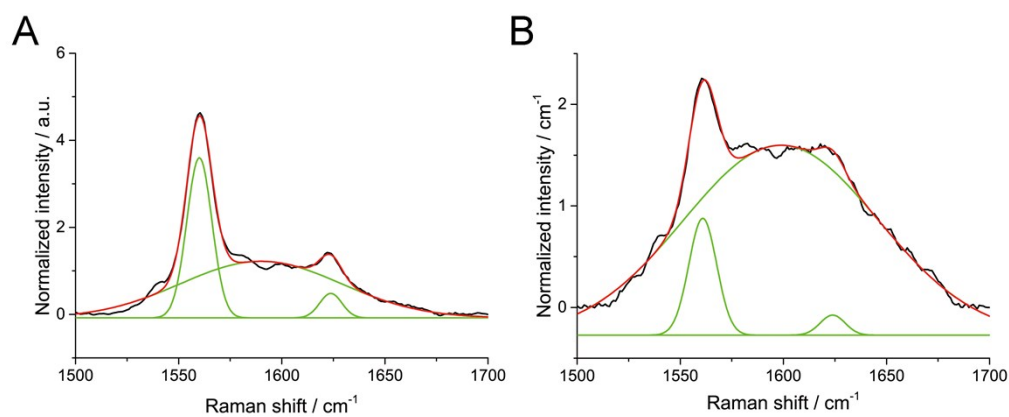 A
B
6
4
2
0
Normalized intensity / a.u.
1500
1550
1600
1650
1700
Raman shift / cm⁻¹
2
1
0
Normalized intensity / cm⁻¹
1500
1550
1600
1650
1700
Raman shift / cm⁻¹